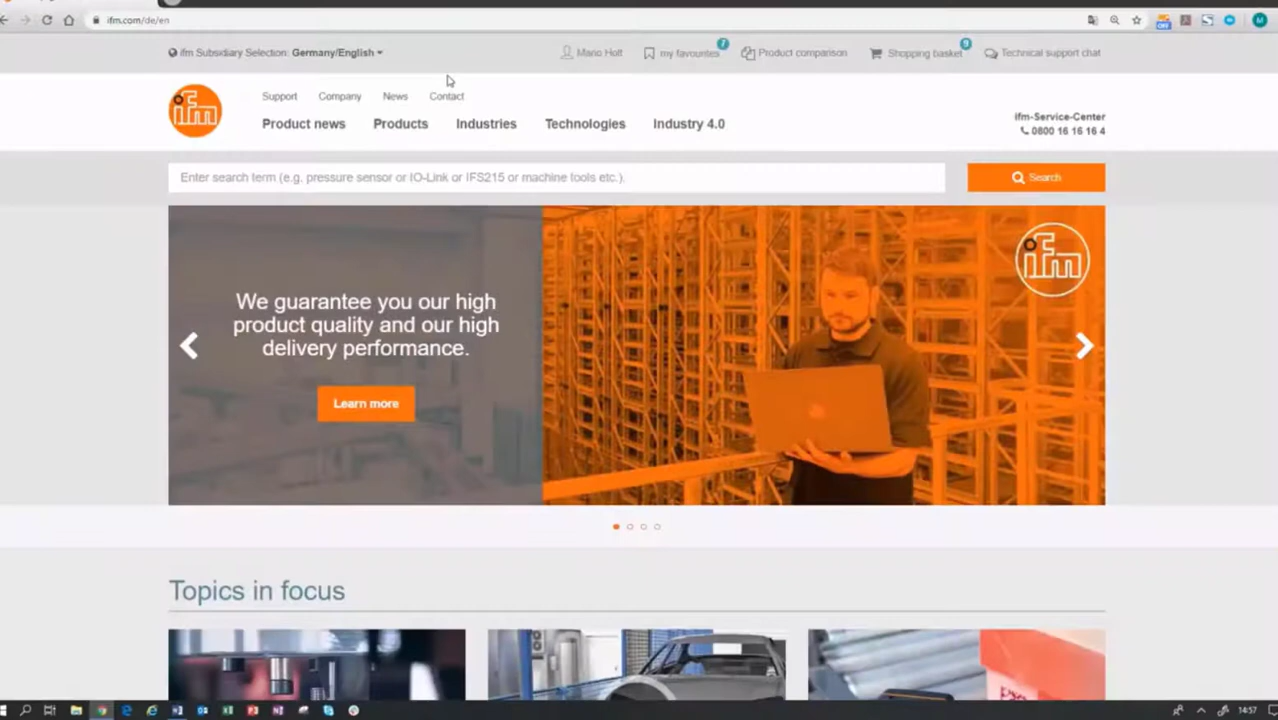 ifm.com/de/en
ifm Subsidiary Selection: Germany/English
Mario Holt
my favourites
7
Product comparison
Shopping basket
9
Technical support chat
ifm
Support
Company
News
Contact
Product news
Products
Industries
Technologies
Industry 4.0
ifm-Service-Center
0800 16 16 16 4
Enter search term (e.g. pressure sensor or IO-Link or IFS215 or machine tools etc.).
Search
We guarantee you our high
product quality and our high
delivery performance.
Learn more
ifm
Topics in focus
14:57